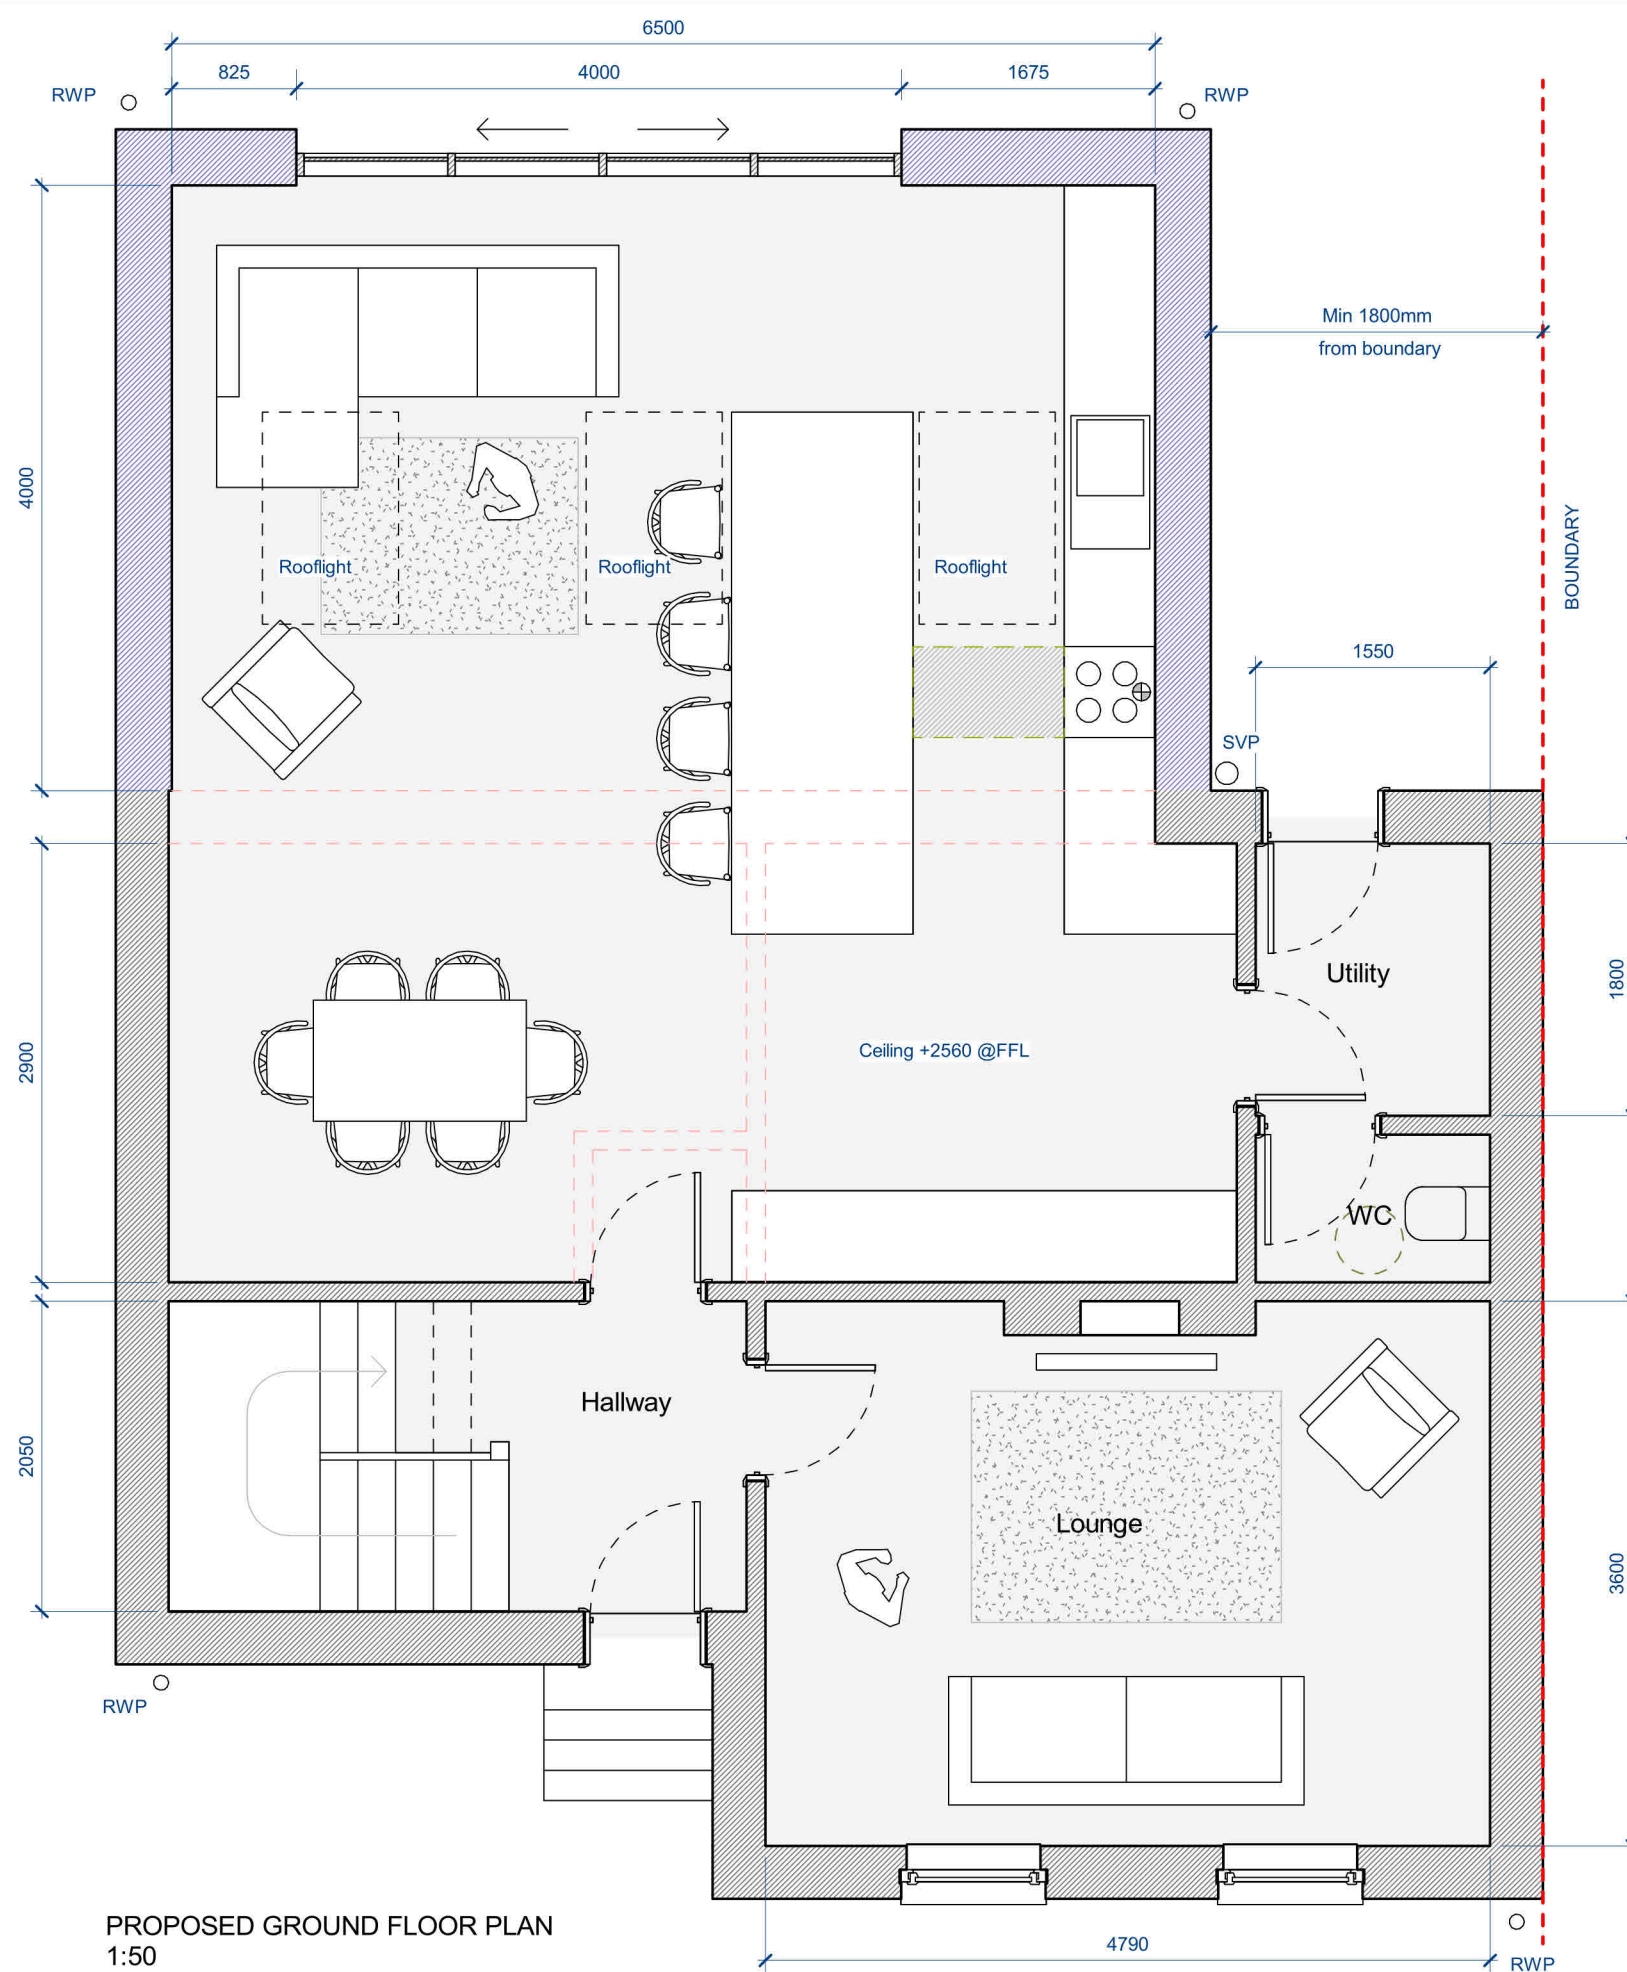 6500
825
4000
1675
RWP
RWP
Min 1800mm
from boundary
4000
BOUNDARY
Rooflight
Rooflight
Rooflight
1550
SVP
Utility
1800
2900
Ceiling +2560 @FFL
WC
Hallway
2050
Lounge
3600
RWP
PROPOSED GROUND FLOOR PLAN
1:50
4790
RWP